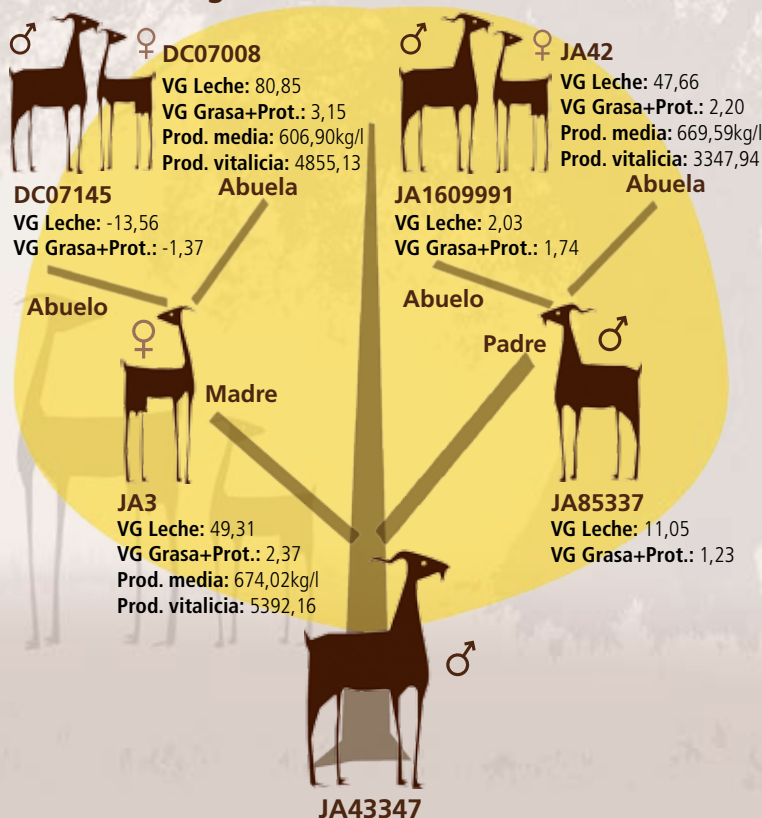 DC07008
VG Leche: 80,85
VG Grasa+Prot.: 3,15
Prod. media: 606,90kg/l
Prod. vitalicia: 4855,13
Abuela
DC07145
VG Leche: -13,56
VG Grasa+Prot.: -1,37
Abuelo
JA42
VG Leche: 47,66
VG Grasa+Prot.: 2,20
Prod. media: 669,59kg/l
Prod. vitalicia: 3347,94
Abuela
JA1609991
VG Leche: 2,03
VG Grasa+Prot.: 1,74
Abuelo
Madre
JA3
VG Leche: 49,31
VG Grasa+Prot.: 2,37
Prod. media: 674,02kg/l
Prod. vitalicia: 5392,16
Padre
JA85337
VG Leche: 11,05
VG Grasa+Prot.: 1,23
JA43347